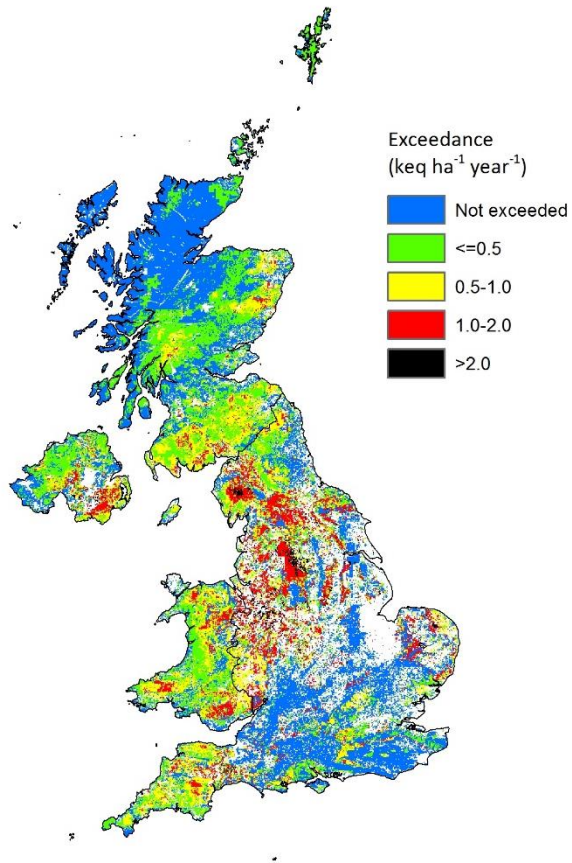 Exceedance
(keq ha⁻¹ year⁻¹)
Not exceeded
<=0.5
0.5-1.0
1.0-2.0
>2.0